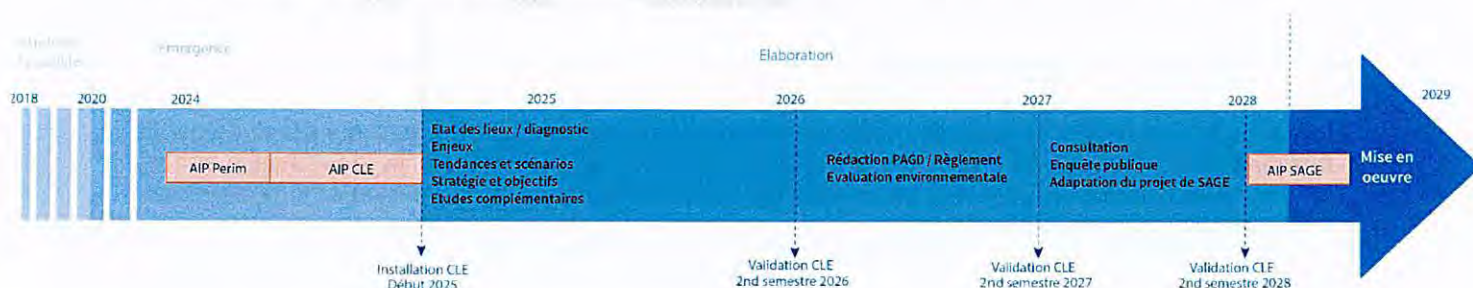 Emergence
Elaboration
2018
2020
2024
2025
2026
2027
2028
2029
AIP Perim
AIP CLE
Etat des lieux / diagnostic
Enjeux
Tendances et scénarios
Stratégie et objectifs
Etudes complémentaires
Rédaction PAGD / Règlement
Evaluation environnementale
Consultation
Enquête publique
Adaptation du projet de SAGE
AIP SAGE
Mise en
oeuvre
Installation CLE
Début 2025
Validation CLE
2nd semestre 2026
Validation CLE
2nd semestre 2027
Validation CLE
2nd semestre 2028